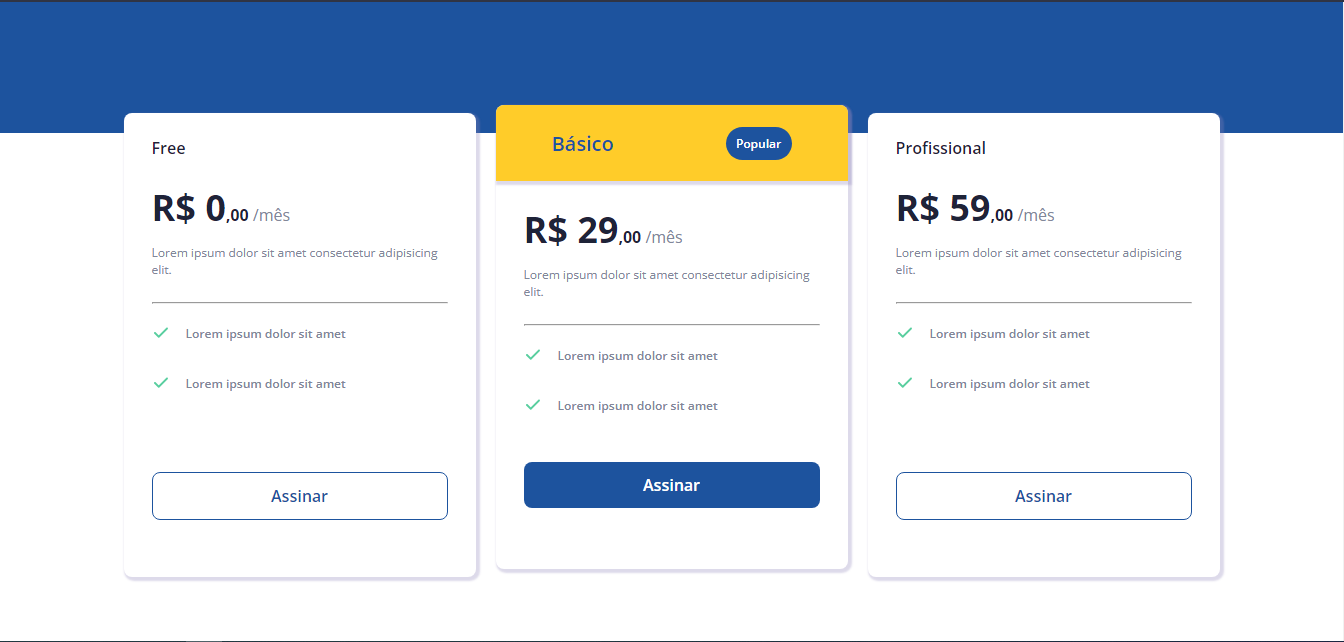 Free
R$ 0,00 /mês
Lorem ipsum dolor sit amet consectetur adipisicing
elit.
Lorem ipsum dolor sit amet
Lorem ipsum dolor sit amet
Assinar
Básico
Popular
R$ 29,00 /mês
Lorem ipsum dolor sit amet consectetur adipisicing
elit.
Lorem ipsum dolor sit amet
Lorem ipsum dolor sit amet
Assinar
Profissional
R$ 59,00 /mês
Lorem ipsum dolor sit amet consectetur adipisicing
elit.
Lorem ipsum dolor sit amet
Lorem ipsum dolor sit amet
Assinar